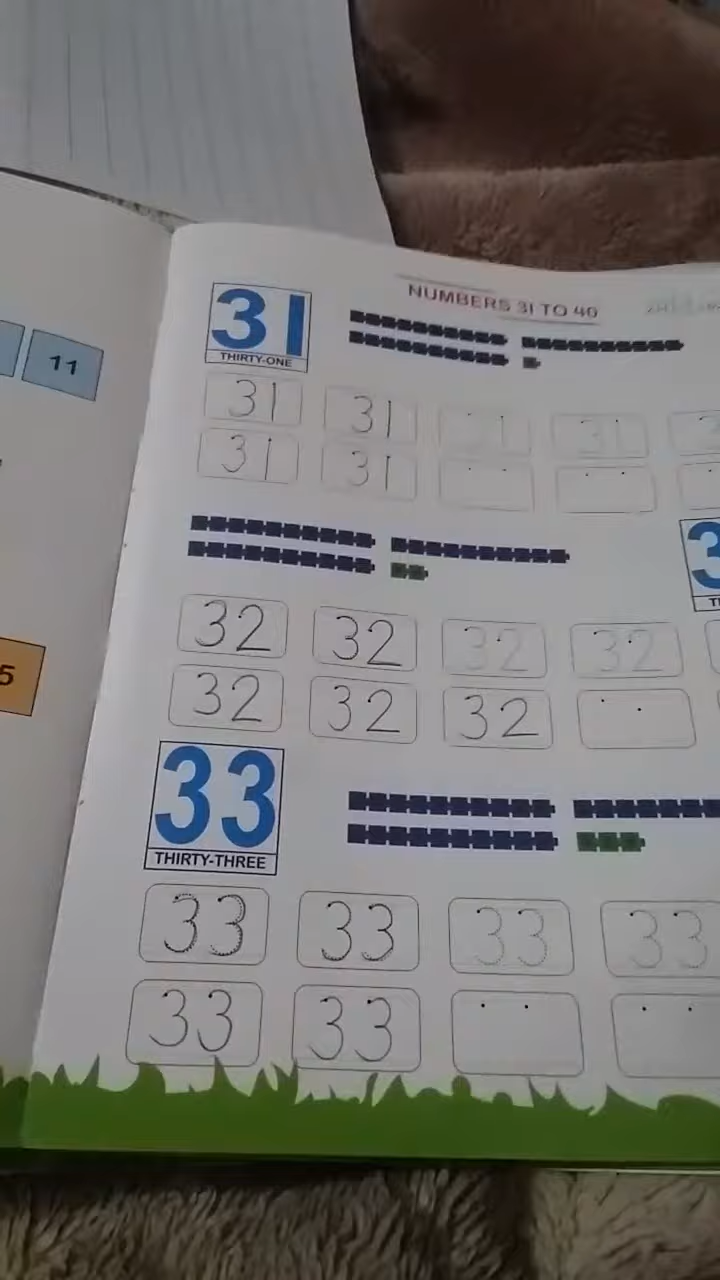 NUMBERS 31 TO 40
31
THIRTY-ONE
11
31 31 31 31
31 31
32 32 32 32
32 32 32
5
33
THIRTY-THREE
33 33 33 33
33 33